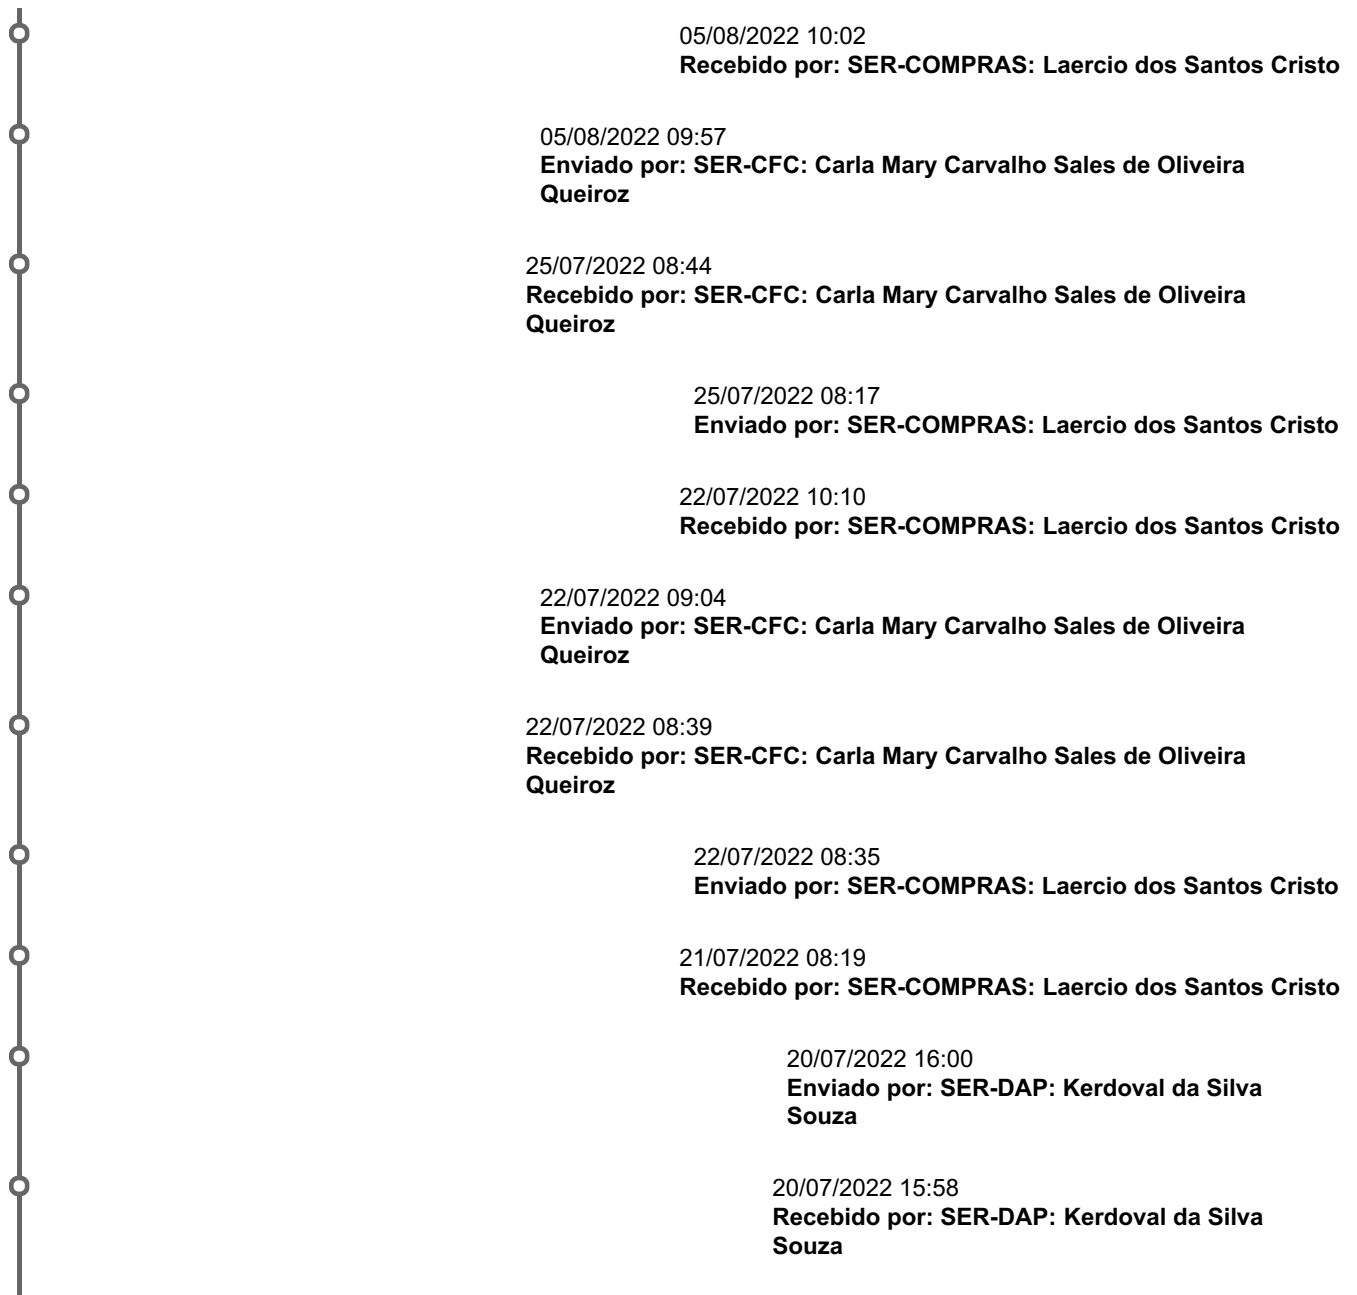 05/08/2022 10:02
Recebido por: SER-COMPRAS: Laercio dos Santos Cristo
05/08/2022 09:57
Enviado por: SER-CFC: Carla Mary Carvalho Sales de Oliveira
Queiroz
25/07/2022 08:44
Recebido por: SER-CFC: Carla Mary Carvalho Sales de Oliveira
Queiroz
25/07/2022 08:17
Enviado por: SER-COMPRAS: Laercio dos Santos Cristo
22/07/2022 10:10
Recebido por: SER-COMPRAS: Laercio dos Santos Cristo
22/07/2022 09:04
Enviado por: SER-CFC: Carla Mary Carvalho Sales de Oliveira
Queiroz
22/07/2022 08:39
Recebido por: SER-CFC: Carla Mary Carvalho Sales de Oliveira
Queiroz
22/07/2022 08:35
Enviado por: SER-COMPRAS: Laercio dos Santos Cristo
21/07/2022 08:19
Recebido por: SER-COMPRAS: Laercio dos Santos Cristo
20/07/2022 16:00
Enviado por: SER-DAP: Kerdoval da Silva
Souza
20/07/2022 15:58
Recebido por: SER-DAP: Kerdoval da Silva
Souza